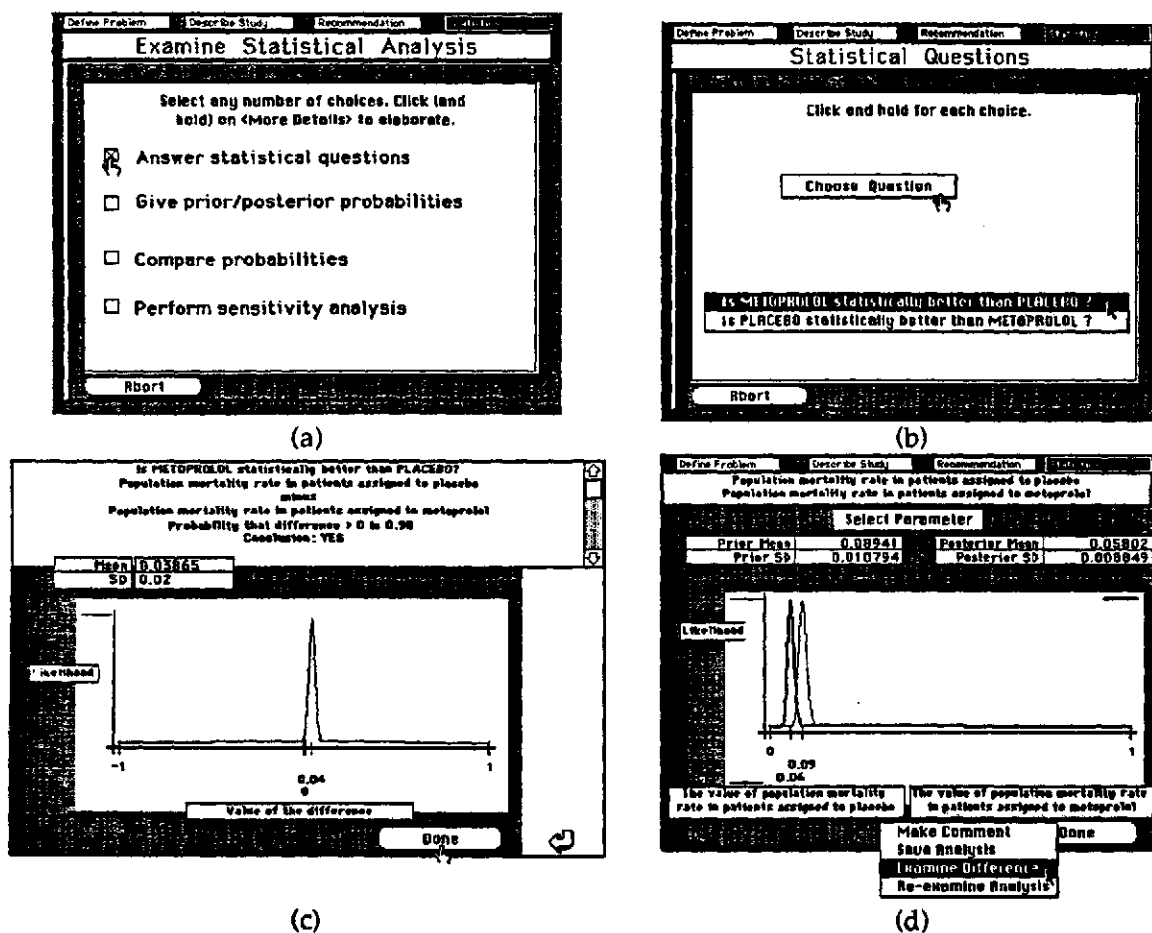 Define Problem Describe Study Recommendation
Examine Statistical Analysis
Select any number of choices. Click (and
hold) on <More Details> to elaborate.
Answer statistical questions
Give prior/posterior probabilities
Compare probabilities
Perform sensitivity analysis
Abort
(a)
Define Problem Describe Study Recommendation
Statistical Questions
Click and hold for each choice.
Choose Question
Is METOPROLOL statistically better than PLACEBO ?
Is PLACEBO statistically better than METOPROLOL ?
Abort
(b)
Is METOPROLOL statistically better than PLACEBO?
Population mortality rate in patients assigned to placebo
minus
Population mortality rate in patients assigned to metoprolol
Probability that difference > 0 is 0.98
Conclusion: YES
Mean 0.03865
SD 0.02
Likelihood
-1 1
0.04
0
Value of the difference
Done
(c)
Define Problem Describe Study Recommendation
Population mortality rate in patients assigned to placebo
Population mortality rate in patients assigned to metoprolol
Select Parameter
Prior Mean 0.08941 Posterior Mean 0.05802
Prior SD 0.010794 Posterior SD 0.008849
Likelihood
0 1
0.09
0.06
The value of population mortality
rate in patients assigned to placebo
The value of population mortality rate
in patients assigned to metoprolol
Make Comment
Save Analysis
Examine Difference
Re-examine Analysis
Done
(d)